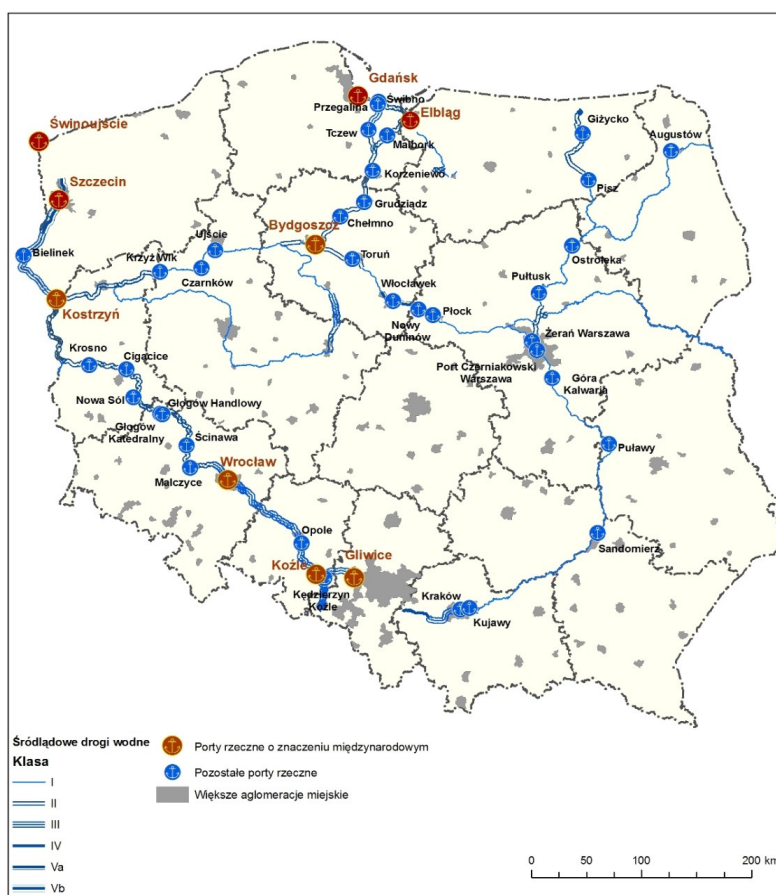 Gdańsk
Świbno
Przegalina
Elbląg
Świnoujście
Tczew
Malbork
Giżycko
Augustów
Szczecin
Korzeniewo
Pisz
Grudziądz
Chełmno
Bydgoszcz
Ujście
Bielinek
Krzyż Wlk
Toruń
Ostrołęka
Czarnków
Włocławek
Pułtusk
Kostrzyń
Płock
Nowy
Duninów
Żerań Warszawa
Krosno
Cigacice
Port Czerniakowski
Warszawa
Góra
Kalwaria
Nowa Sól
Głogów Handlowy
Głogów
Katedralny
Ścinawa
Puławy
Wrocław
Malczyce
Opole
Sandomierz
Koźle
Gliwice
Kędzierzyn
Koźle
Kraków
Kujawy
Śródlądowe drogi wodne
Klasa
I
II
III
IV
Va
Vb
Porty rzeczne o znaczeniu międzynarodowym
Pozostałe porty rzeczne
Większe aglomeracje miejskie
0 50 100 200 km